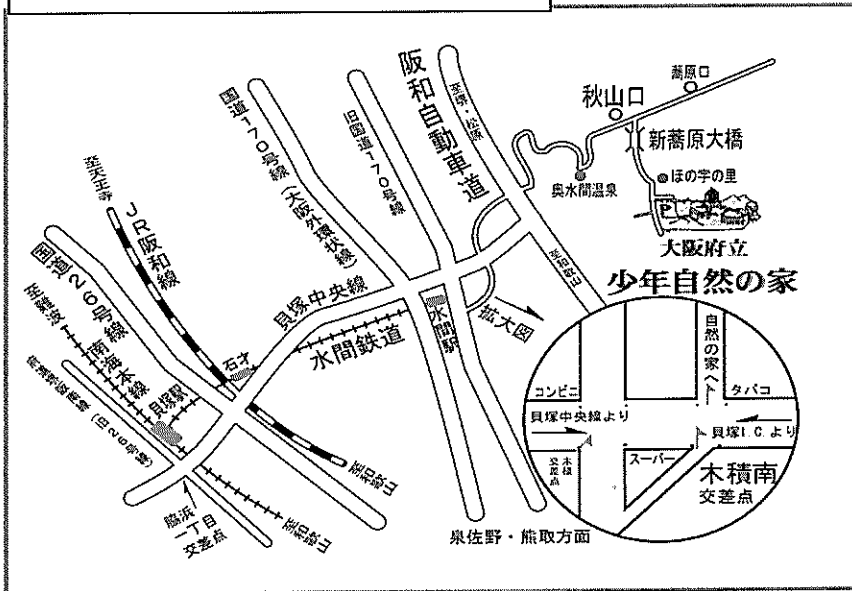 阪和自動車道
至堺・松原
至和歌山
国道170号線(大阪外環状線)
旧国道170号線
秋山口
蕎原口
新蕎原大橋
奥水間温泉
ほの字の里
P
大阪府立
少年自然の家
至天王寺
JR阪和線
国道26号線
至難波
南海本線
貝塚駅
石才
貝塚中央線
水間鉄道
水間駅
拡大図
至和歌山
至和歌山
脇浜
一丁目
交差点
泉佐野・熊取方面
自然の家へ
コンビニ
タバコ
貝塚中央線より
貝塚I.C.より
スーパー
交差点
木積南
交差点